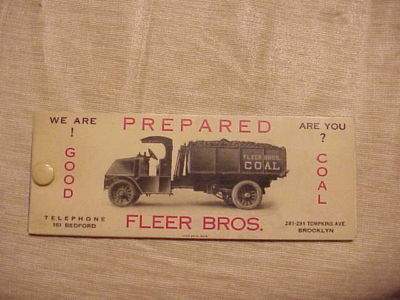 WE ARE
!
GOOD
PREPARED
ARE YOU
?
COAL
FLEER BROS.
COAL
TELEPHONE
161 BEDFORD
FLEER BROS.
281-291 TOMPKINS AVE.
BROOKLYN